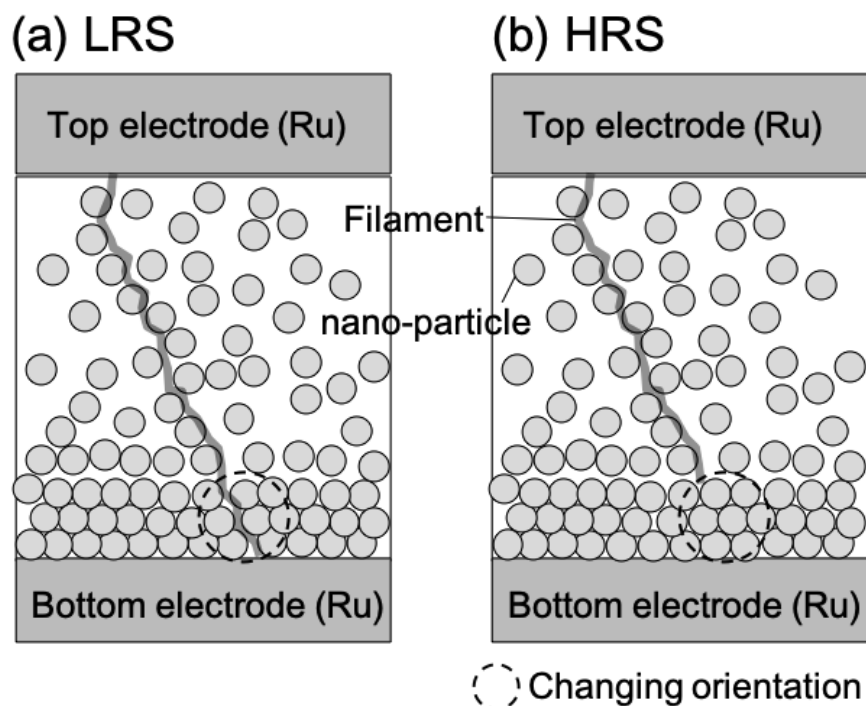 (a) LRS
(b) HRS
Top electrode (Ru)
Top electrode (Ru)
Filament
nano-particle
Bottom electrode (Ru)
Bottom electrode (Ru)
Changing orientation